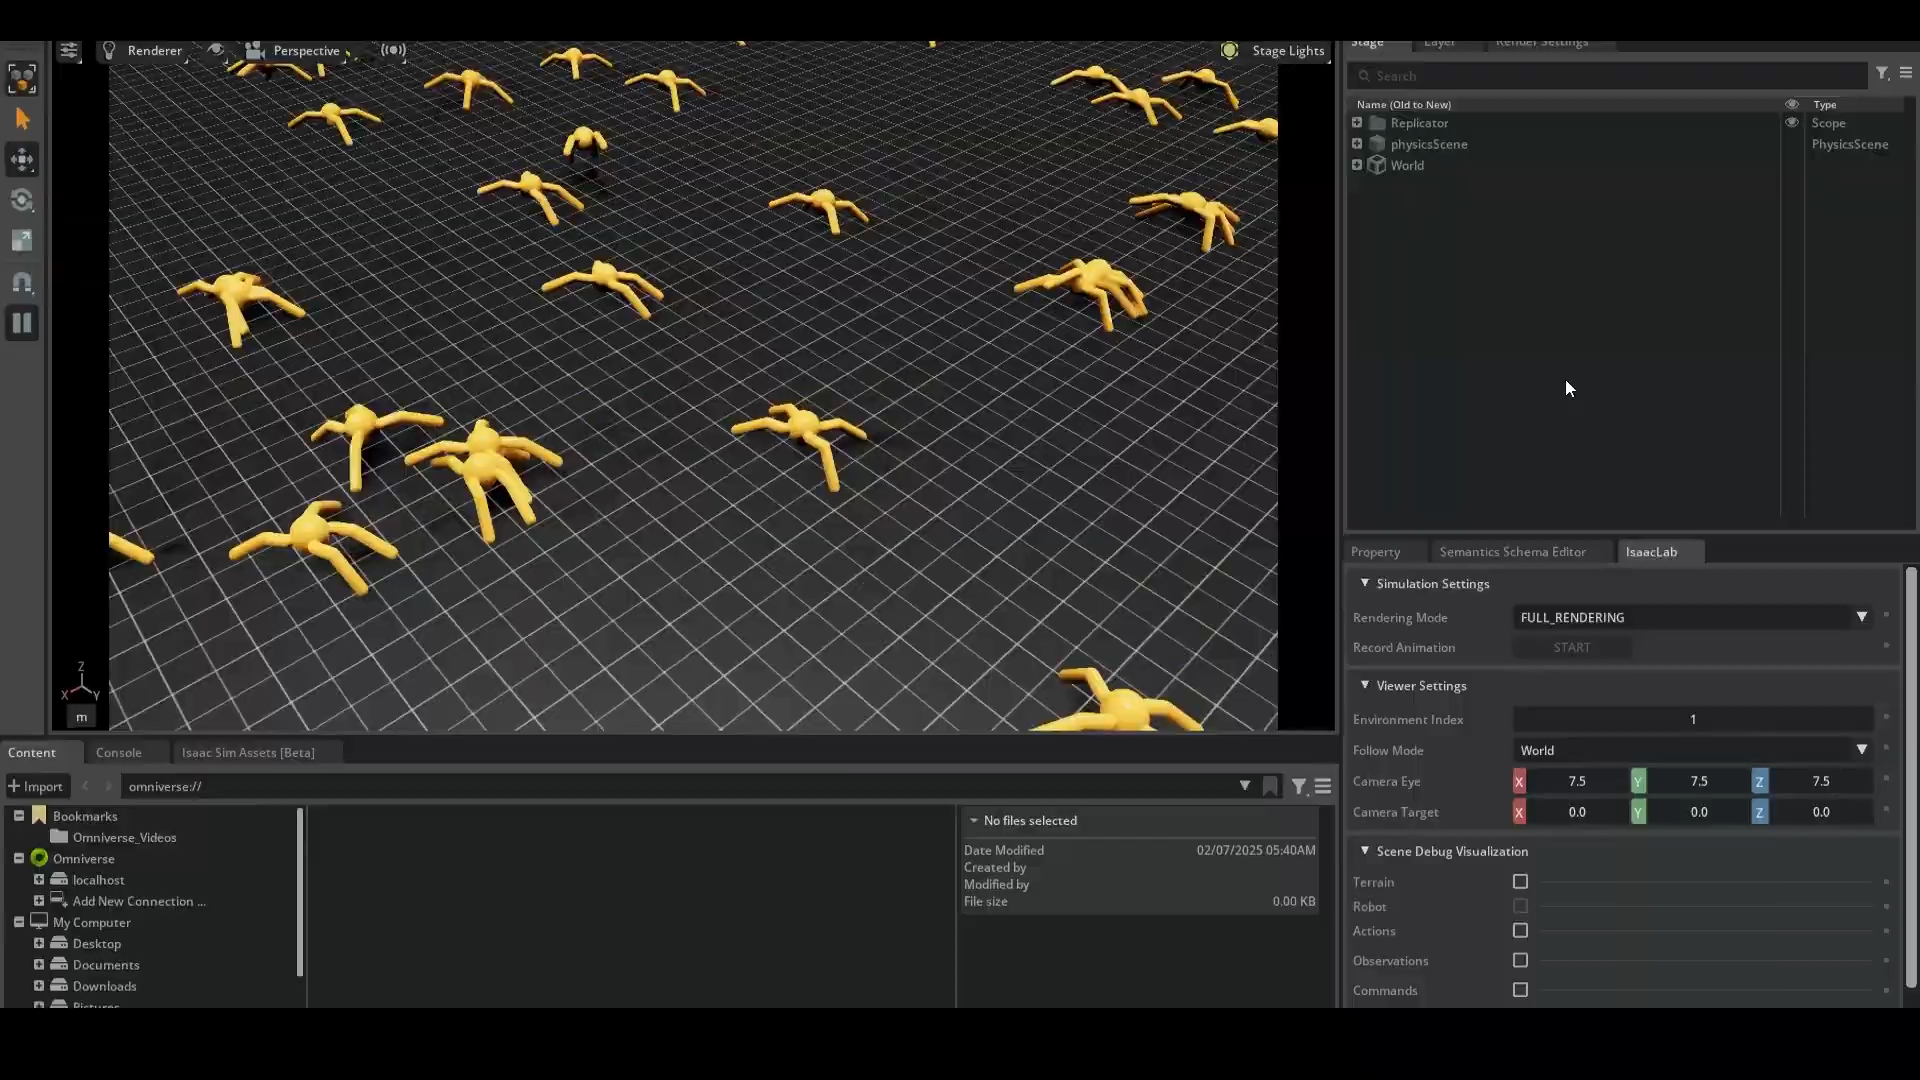 Renderer
Perspective
Stage Lights
Stage
Layer
Render Settings
Search
Name (Old to New)
Type
Replicator
Scope
physicsScene
PhysicsScene
World
Z
X
Y
m
Property
Semantics Schema Editor
IsaacLab
Simulation Settings
Rendering Mode
FULL_RENDERING
Record Animation
START
Viewer Settings
Environment Index
1
Follow Mode
World
Camera Eye
X
7.5
Y
7.5
Z
7.5
Camera Target
X
0.0
Y
0.0
Z
0.0
Scene Debug Visualization
Terrain
Robot
Actions
Observations
Commands
Content
Console
Isaac Sim Assets [Beta]
Import
omniverse://
Bookmarks
Omniverse_Videos
Omniverse
localhost
Add New Connection ...
My Computer
Desktop
Documents
Downloads
Pictures
No files selected
Date Modified
02/07/2025 05:40AM
Created by
Modified by
File size
0.00 KB